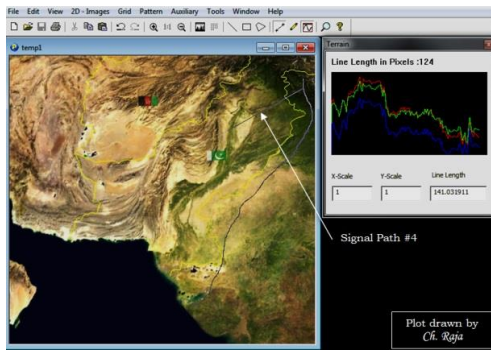 File Edit View 2D - Images Grid Pattern Auxiliary Tools Window Help
temp1
Terrain
Line Length in Pixels :124
X-Scale Y-Scale Line Length
1 1 141.031911
Signal Path #4
Plot drawn by
Ch. Raja